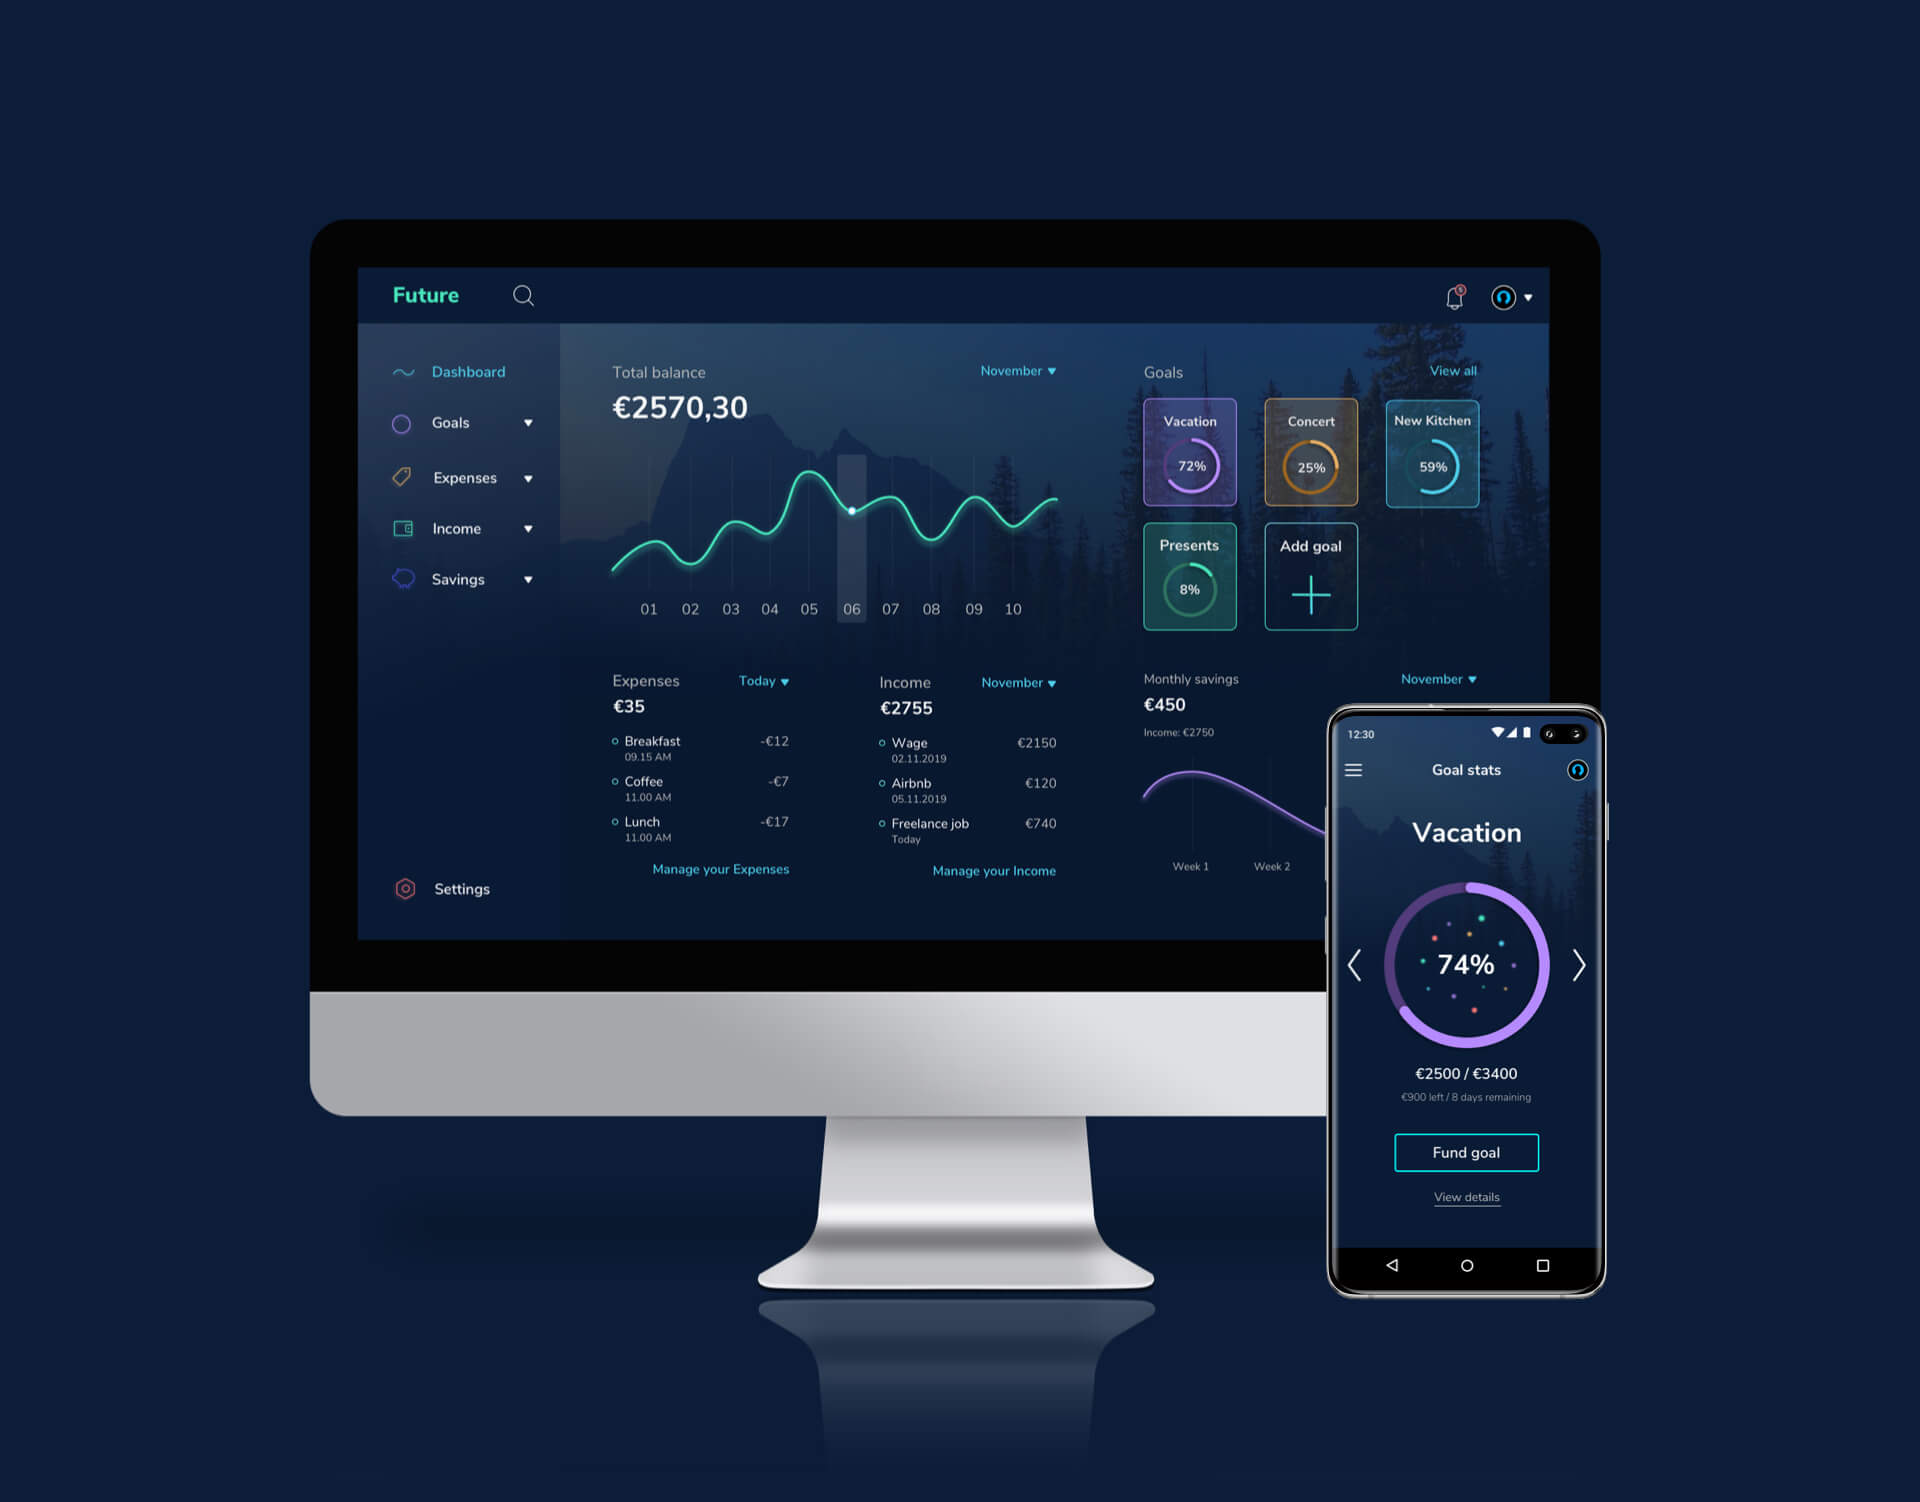 Future
5
Dashboard
Goals
Expenses
Income
Savings
Settings
Total balance
November
€2570,30
01 02 03 04 05 06 07 08 09 10
Goals
View all
Vacation
72%
Concert
25%
New Kitchen
59%
Presents
8%
Add goal
Expenses
Today
€35
Breakfast -€12
09.15 AM
Coffee -€7
11.00 AM
Lunch -€17
11.00 AM
Manage your Expenses
Income
November
€2755
Wage €2150
02.11.2019
Airbnb €120
05.11.2019
Freelance job €740
Today
Manage your Income
Monthly savings
November
€450
Income: €2750
Week 1 Week 2
12:30
Goal stats
Vacation
74%
€2500 / €3400
€900 left / 8 days remaining
Fund goal
View details